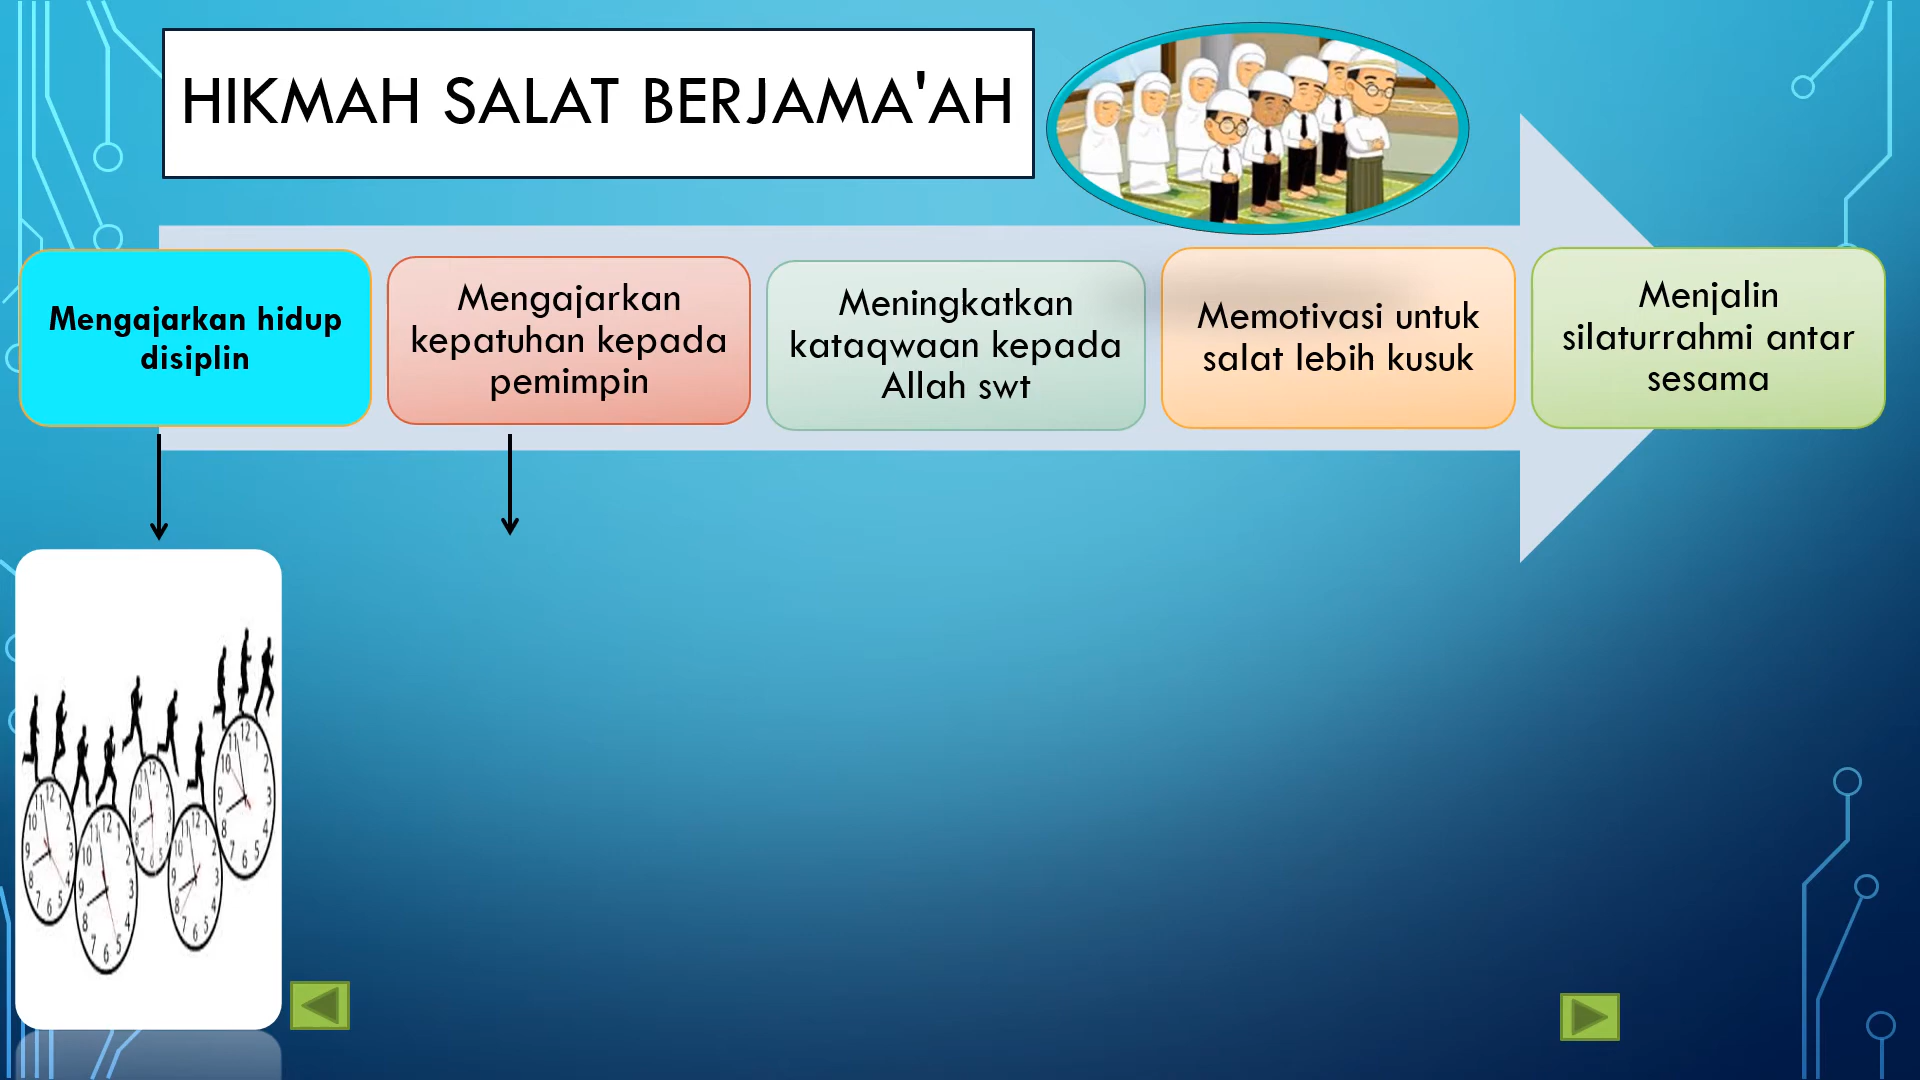 HIKMAH SALAT BERJAMA'AH
Mengajarkan hidup
disiplin
Mengajarkan
kepatuhan kepada
pemimpin
Meningkatkan
kataqwaan kepada
Allah swt
Memotivasi untuk
salat lebih kusuk
Menjalin
silaturrahmi antar
sesama